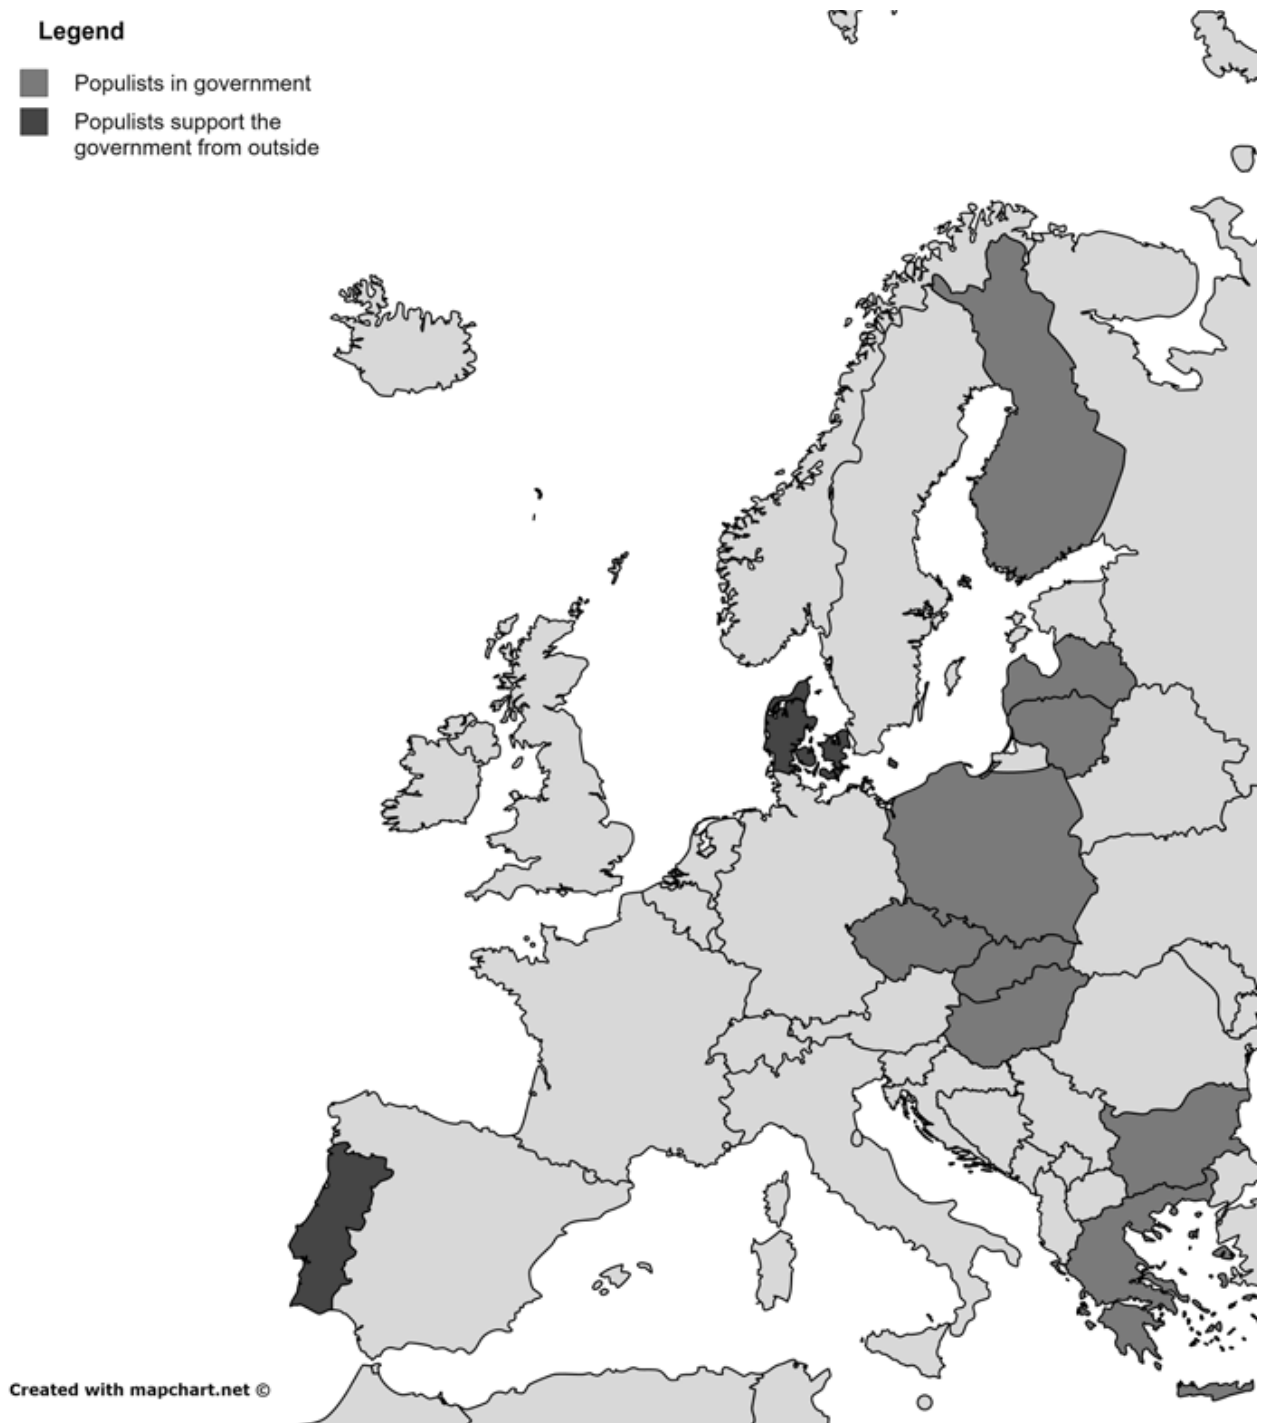 Legend
Populists in government
Populists support the
government from outside
Created with mapchart.net ©